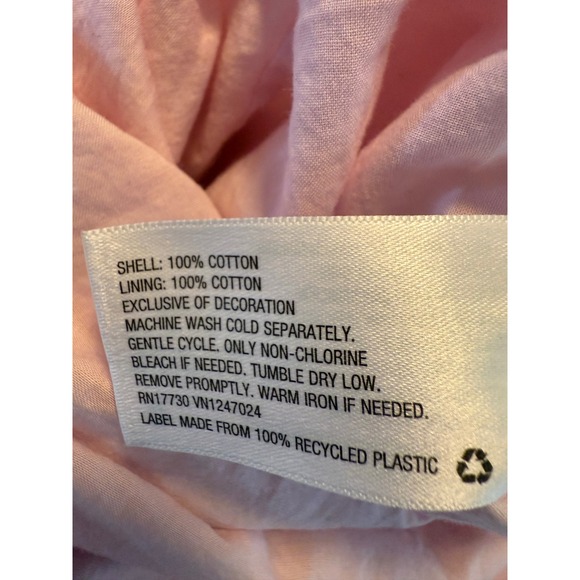 SHELL: 100% COTTON
LINING: 100% COTTON
EXCLUSIVE OF DECORATION
MACHINE WASH COLD SEPARATELY.
GENTLE CYCLE. ONLY NON-CHLORINE
BLEACH IF NEEDED. TUMBLE DRY LOW.
REMOVE PROMPTLY. WARM IRON IF NEEDED.
RN17730 VN1247024
LABEL MADE FROM 100% RECYCLED PLASTIC